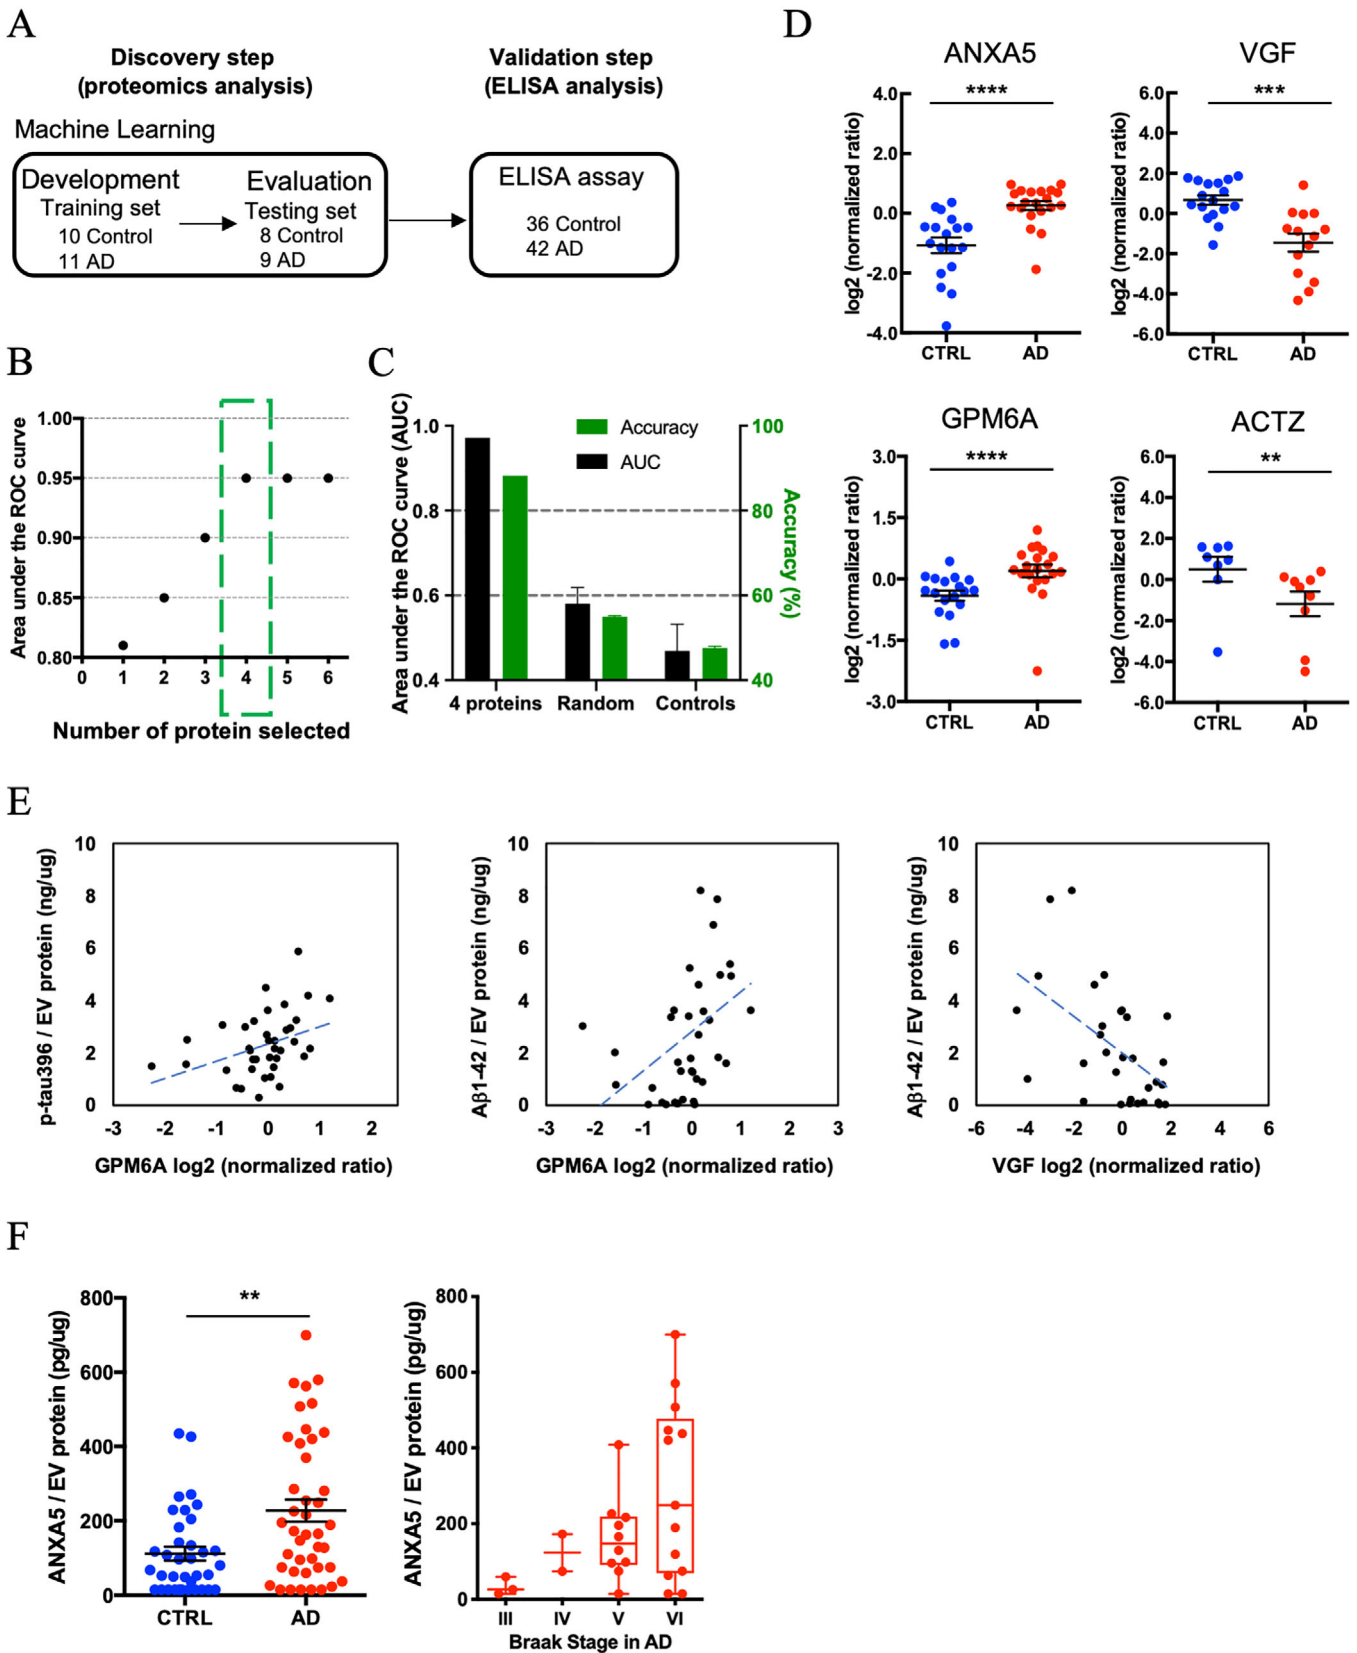 A
Discovery step
(proteomics analysis)
Validation step
(ELISA analysis)
Machine Learning
Development
Training set
10 Control
11 AD
Evaluation
Testing set
8 Control
9 AD
ELISA assay
36 Control
42 AD
B
Area under the ROC curve
1.00
0.95
0.90
0.85
0.80
0 1 2 3 4 5 6
Number of protein selected
C
Area under the ROC curve (AUC)
1.0
0.8
0.6
0.4
Accuracy
AUC
100
80
60
40
Accuracy (%)
4 proteins Random Controls
D
ANXA5
****
log2 (normalized ratio)
4.0
2.0
0.0
-2.0
-4.0
CTRL AD
VGF
***
log2 (normalized ratio)
6.0
4.0
2.0
0.0
-2.0
-4.0
-6.0
CTRL AD
GPM6A
****
log2 (normalized ratio)
3.0
1.5
0.0
-1.5
-3.0
CTRL AD
ACTZ
**
log2 (normalized ratio)
6.0
4.0
2.0
0.0
-2.0
-4.0
-6.0
CTRL AD
E
p-tau396 / EV protein (ng/ug)
10
8
6
4
2
0
-3 -2 -1 0 1 2
GPM6A log2 (normalized ratio)
Aβ1-42 / EV protein (ng/ug)
10
8
6
4
2
0
-3 -2 -1 0 1 2 3
GPM6A log2 (normalized ratio)
Aβ1-42 / EV protein (ng/ug)
10
8
6
4
2
0
-6 -4 -2 0 2 4 6
VGF log2 (normalized ratio)
F
ANXA5 / EV protein (pg/ug)
800
600
400
200
0
**
CTRL AD
ANXA5 / EV protein (pg/ug)
800
600
400
200
0
III IV V VI
Braak Stage in AD